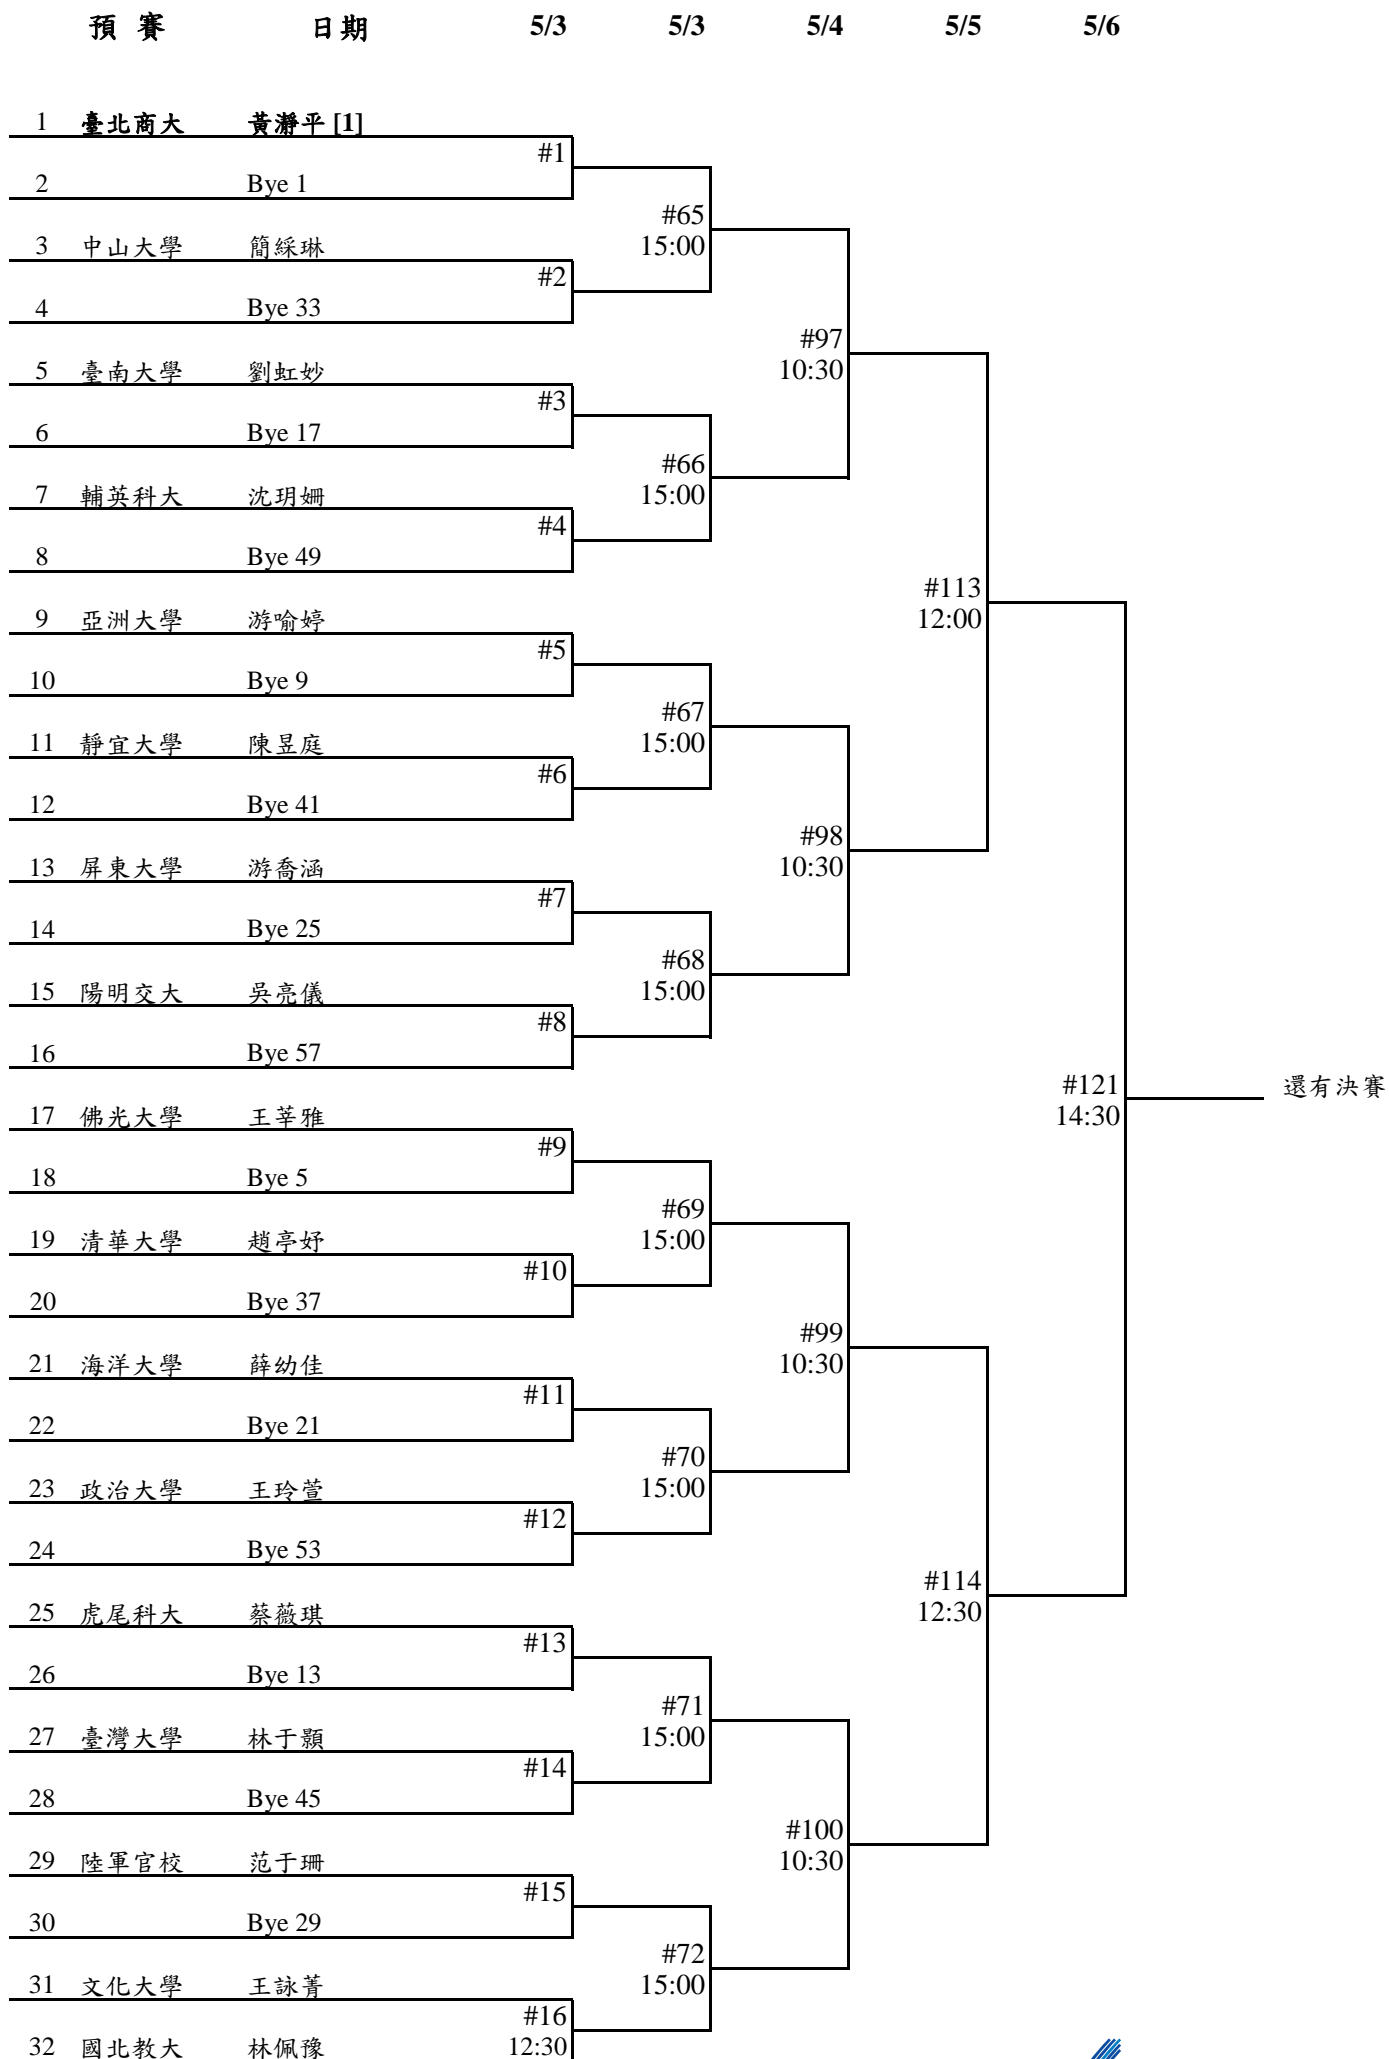 預 賽 日期 5/3 5/3 5/4 5/5 5/6
1 臺北商大 黃瀞平 [1]
#1
2 Bye 1
#65
3 中山大學 簡綵琳 15:00
#2
4 Bye 33
#97
5 臺南大學 劉虹妙 10:30
#3
6 Bye 17
#66
7 輔英科大 沈玥姍 15:00
#4
8 Bye 49
#113
9 亞洲大學 游喻婷 12:00
#5
10 Bye 9
#67
11 靜宜大學 陳昱庭 15:00
#6
12 Bye 41
#98
13 屏東大學 游喬涵 10:30
#7
14 Bye 25
#68
15 陽明交大 吳亮儀 15:00
#8
16 Bye 57
#121 還有決賽
17 佛光大學 王莘雅 14:30
#9
18 Bye 5
#69
19 清華大學 趙亭妤 15:00
#10
20 Bye 37
#99
21 海洋大學 薛幼佳 10:30
#11
22 Bye 21
#70
23 政治大學 王玲萱 15:00
#12
24 Bye 53
#114
25 虎尾科大 蔡薇琪 12:30
#13
26 Bye 13
#71
27 臺灣大學 林于顥 15:00
#14
28 Bye 45
#100
29 陸軍官校 范于珊 10:30
#15
30 Bye 29
#72
31 文化大學 王詠菁 15:00
#16
32 國北教大 林佩豫 12:30